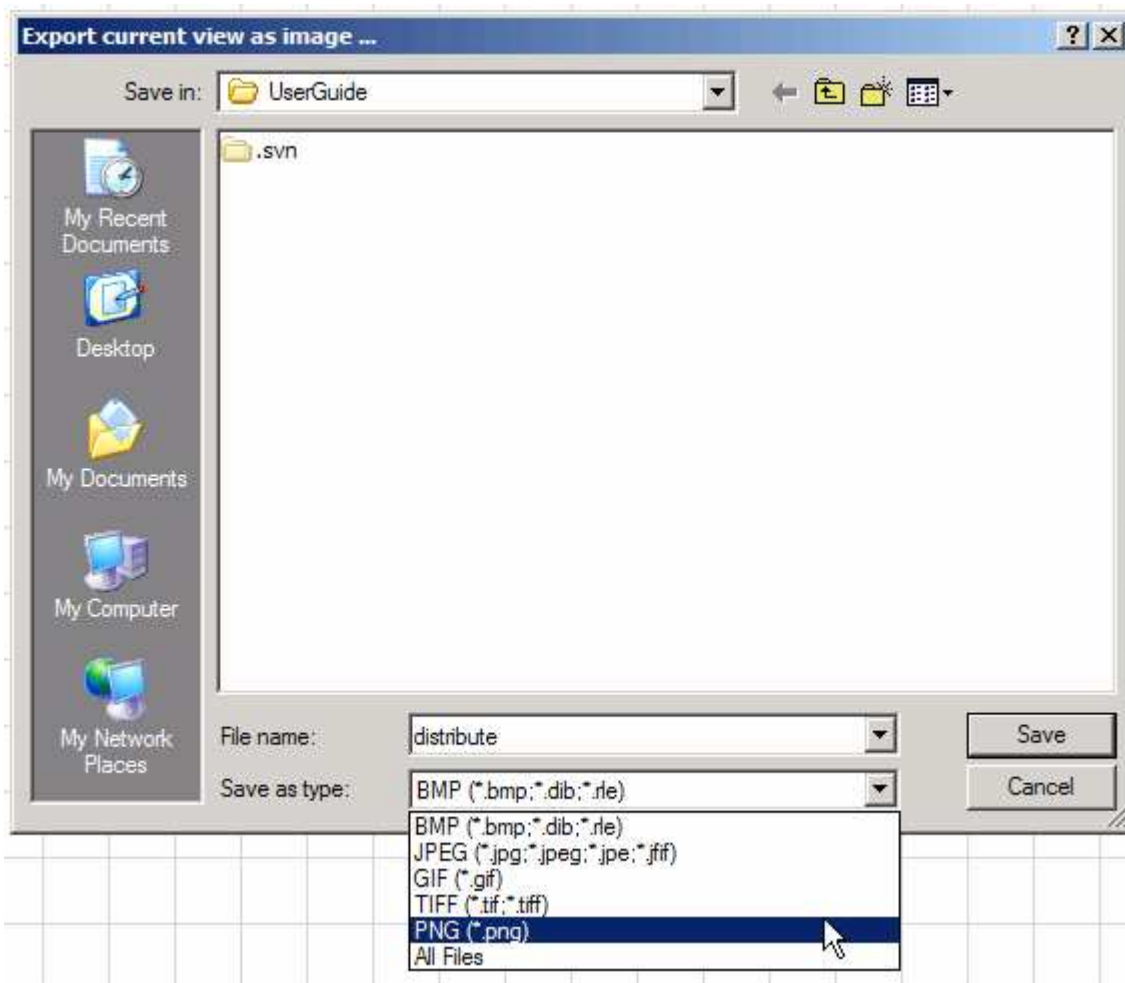 Export current view as image ...
Save in:
UserGuide
.svn
My Recent
Documents
Desktop
My Documents
My Computer
My Network
Places
File name:
distribute
Save
Save as type:
BMP (*.bmp;*.dib;*.rle)
Cancel
BMP (*.bmp;*.dib;*.rle)
JPEG (*.jpg;*.jpeg;*.jpe;*.jfif)
GIF (*.gif)
TIFF (*.tif;*.tiff)
PNG (*.png)
All Files